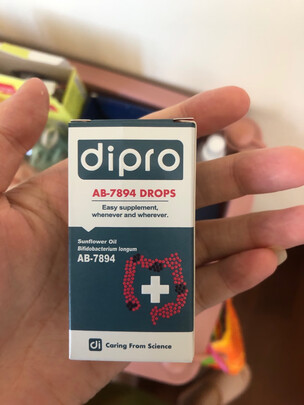 dipro
AB-7894 DROPS
Easy supplement,
whenever and wherever.
Sunflower Oil
Bifidobacterium longum
AB-7894
di Caring From Science